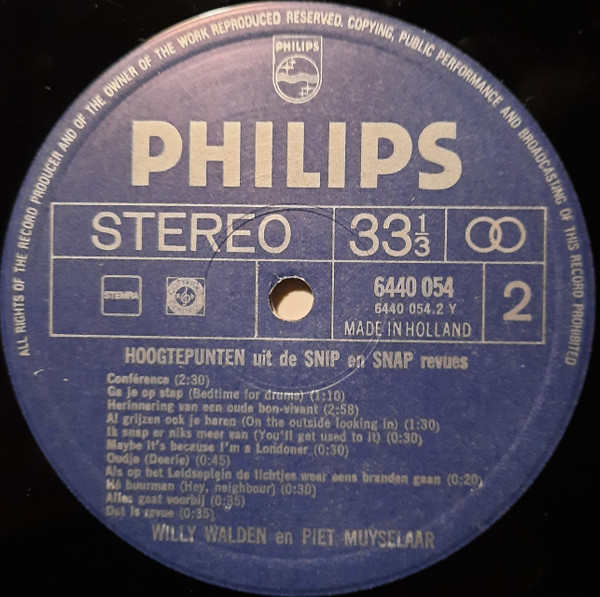 ALL RIGHTS OF THE RECORD PRODUCER AND OF THE OWNER OF THE WORK REPRODUCED RESERVED. COPYING, PUBLIC PERFORMANCE AND BROADCASTING OF THIS RECORD PROHIBITED
PHILIPS
PHILIPS
STEREO 33 1/3
STEMRA
6440 054
6440 054.2 Y
MADE IN HOLLAND
2
HOOGTEPUNTEN uit de SNIP en SNAP revues
Conférence (2:30)
Ga je op stap (Bedtime for drums) (1:10)
Herinnering van een oude bon-vivant (2:58)
Al grijzen ook je haren (On the outside looking in) (1:30)
Ik snap er niks meer van (You'll get used to it) (0:30)
Maybe it's because I'm a Londoner (0:30)
Oudje (Dearie) (0:45)
Als op het Leidseplein de lichtjes weer eens branden gaan (0:20)
Hé buurman (Hey, neighbour) (0:30)
Alles gaat voorbij (0:35)
Dat is revue (0:35)
WILLY WALDEN en PIET MUYSELAAR